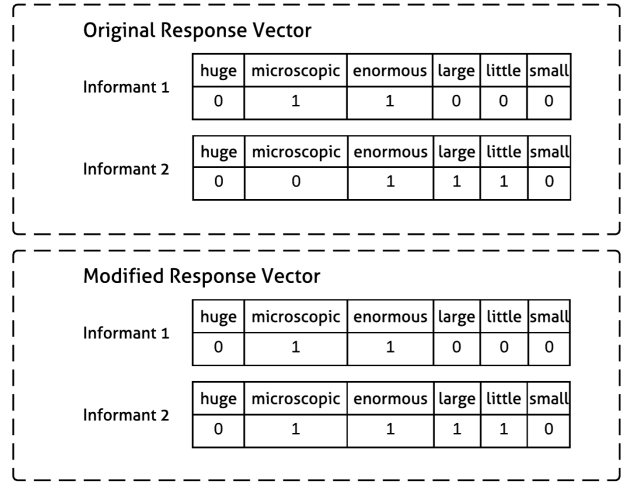 Original Response Vector
Informant 1
huge microscopic enormous large little small
0 1 1 0 0 0
Informant 2
huge microscopic enormous large little small
0 0 1 1 1 0
Modified Response Vector
Informant 1
huge microscopic enormous large little small
0 1 1 0 0 0
Informant 2
huge microscopic enormous large little small
0 1 1 1 1 0